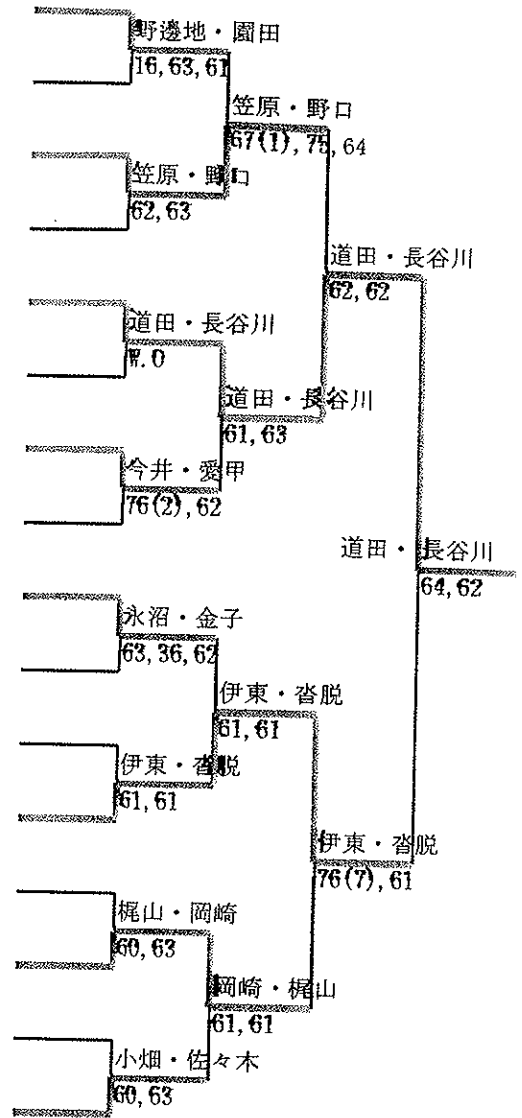 野邊地・園田
16,63,61
笠原・野口
67(1),75,64
笠原・野口
62,63
道田・長谷川
62,62
道田・長谷川
W.O
道田・長谷川
61,63
今井・愛甲
76(2),62
道田・長谷川
64,62
永沼・金子
63,36,62
伊東・沓脱
61,61
伊東・沓脱
61,61
伊東・沓脱
76(7),61
梶山・岡崎
60,63
岡崎・梶山
61,61
小畑・佐々木
60,63